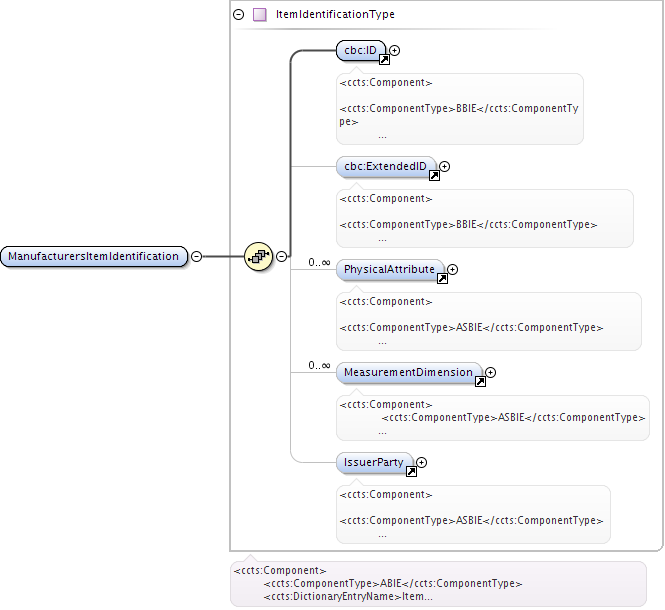 ItemIdentificationType
cbc:ID
<ccts:Component>
<ccts:ComponentType>BBIE</ccts:ComponentTy
pe>
...
cbc:ExtendedID
<ccts:Component>
<ccts:ComponentType>BBIE</ccts:ComponentType>
...
ManufacturersItemIdentification
0..∞
PhysicalAttribute
<ccts:Component>
<ccts:ComponentType>ASBIE</ccts:ComponentType>
...
0..∞
MeasurementDimension
<ccts:Component>
<ccts:ComponentType>ASBIE</ccts:ComponentType>
...
IssuerParty
<ccts:Component>
<ccts:ComponentType>ASBIE</ccts:ComponentType>
...
<ccts:Component>
<ccts:ComponentType>ABIE</ccts:ComponentType>
<ccts:DictionaryEntryName>Item...